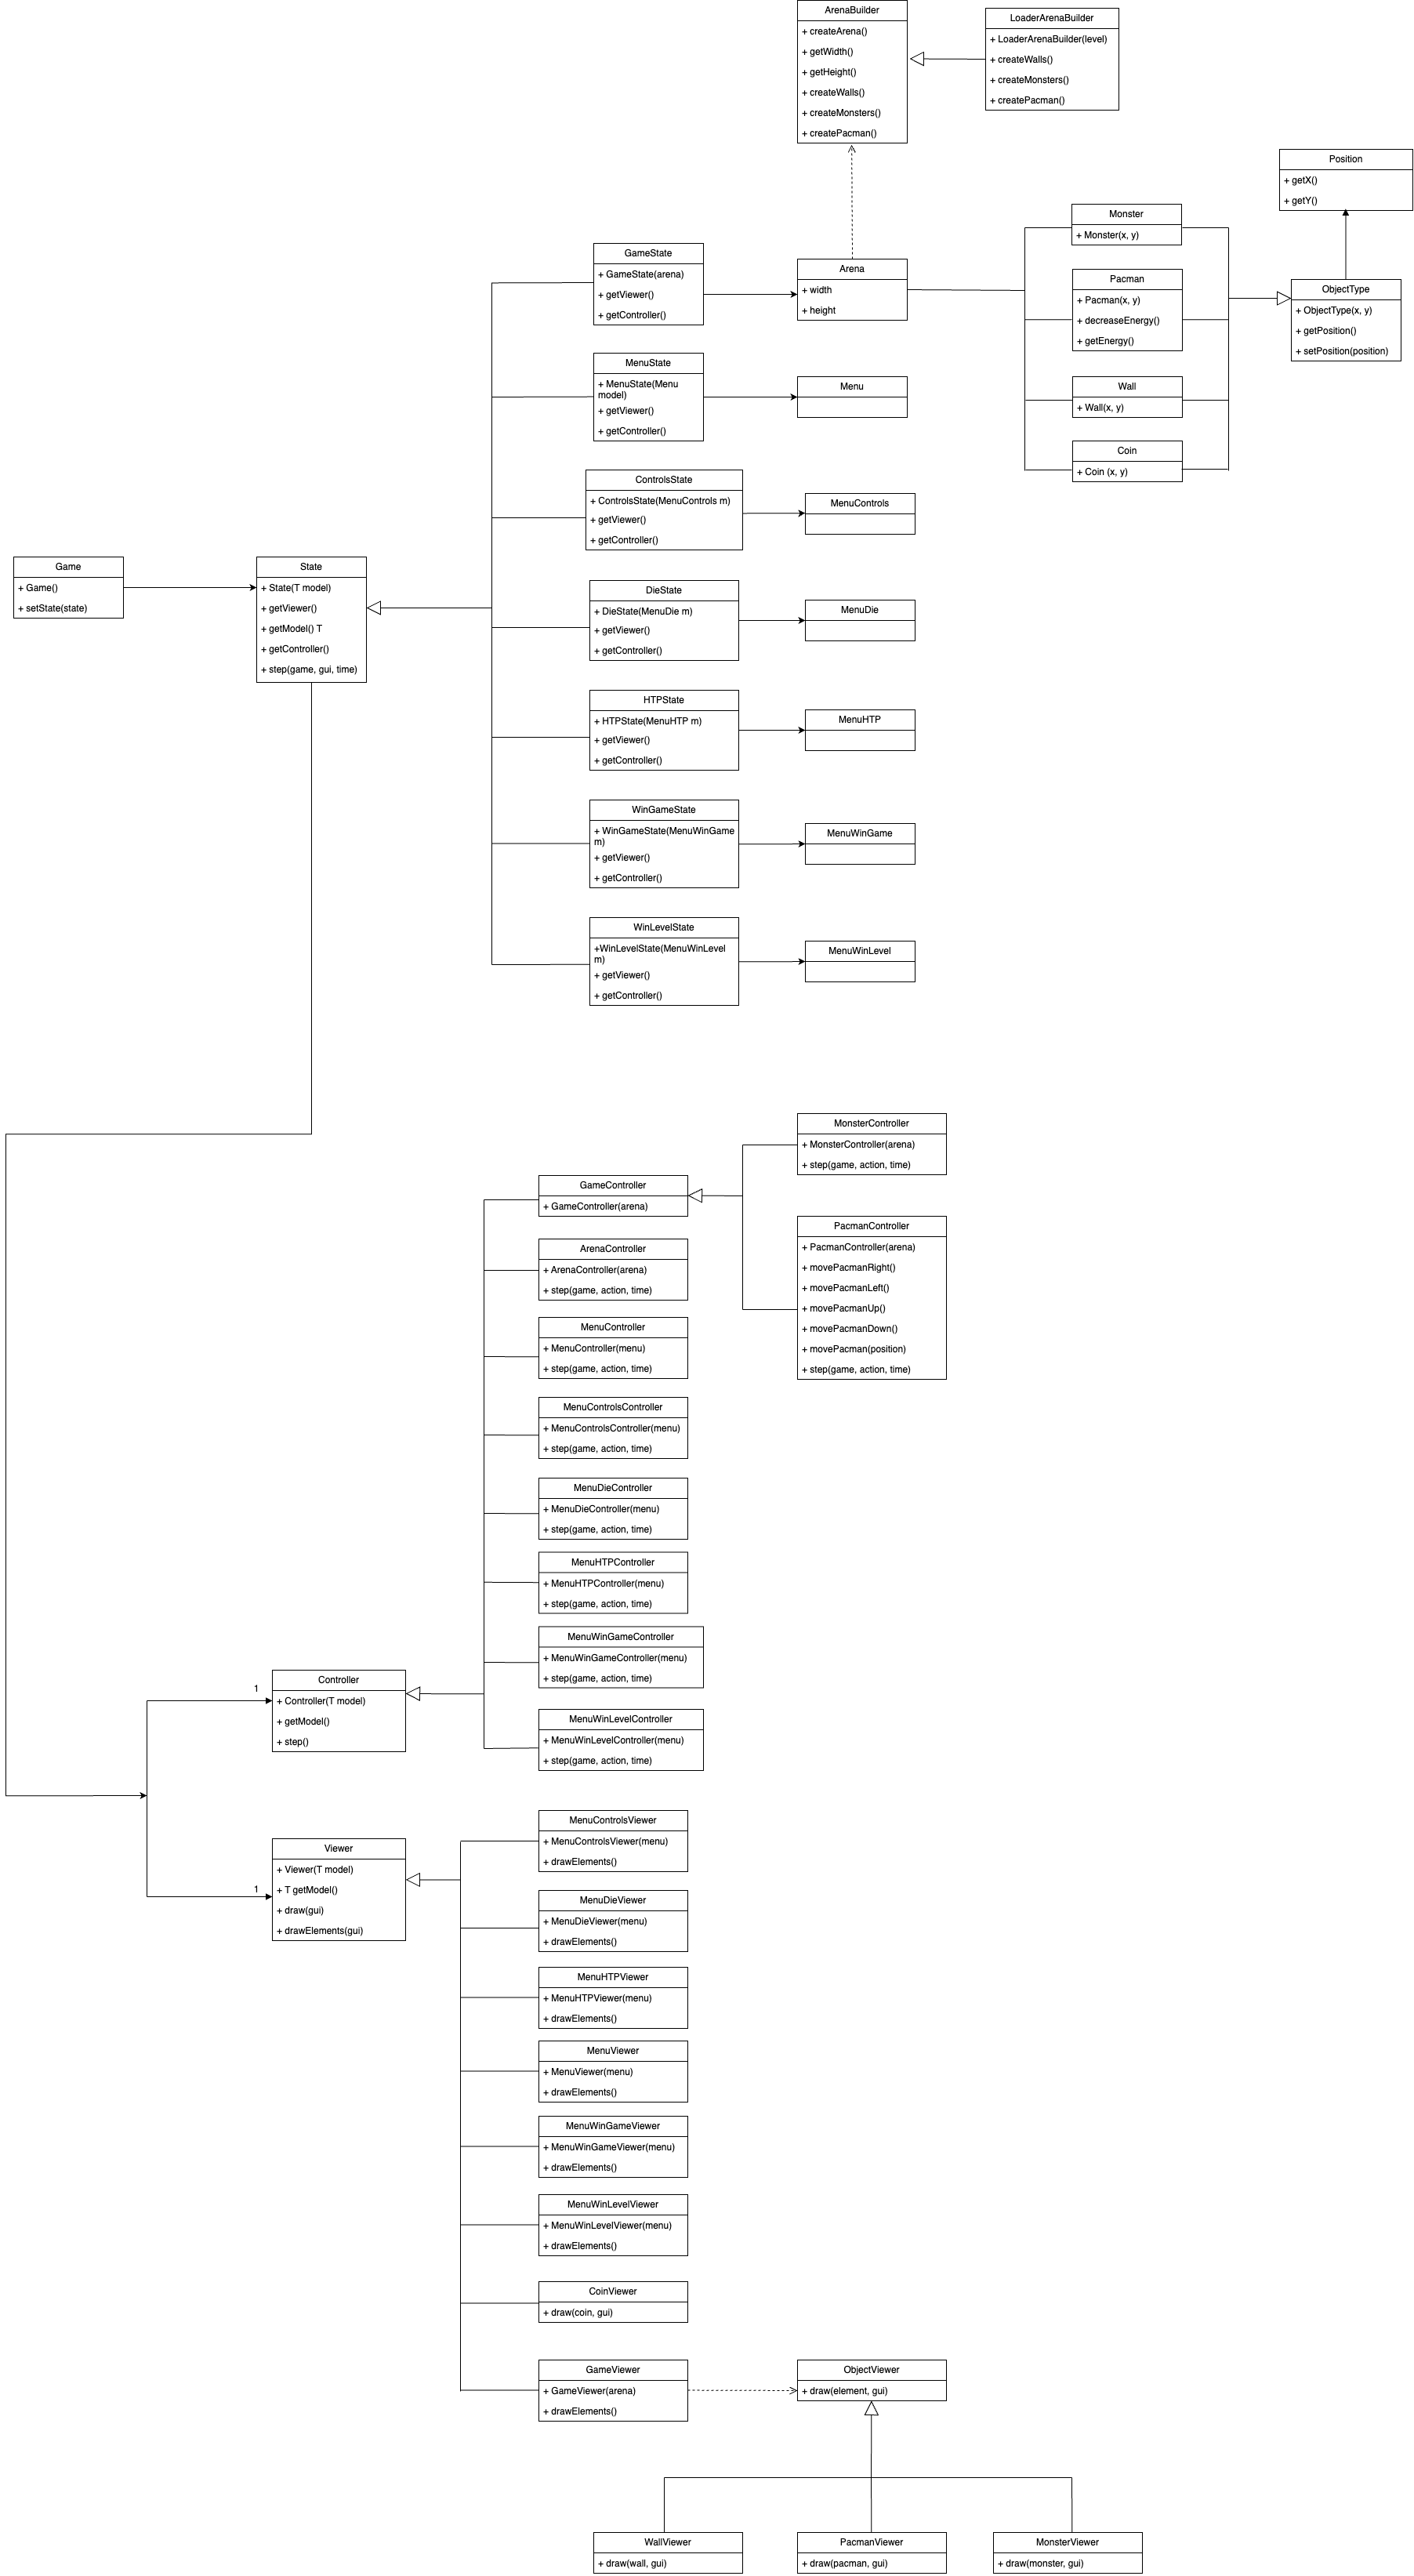 ArenaBuilder
+ createArena()
+ getWidth()
+ getHeight()
+ createWalls()
+ createMonsters()
+ createPacman()
LoaderArenaBuilder
+ LoaderArenaBuilder(level)
+ createWalls()
+ createMonsters()
+ createPacman()
Position
+ getX()
+ getY()
Monster
+ Monster(x, y)
GameState
+ GameState(arena)
+ getViewer()
+ getController()
Arena
+ width
+ height
Pacman
+ Pacman(x, y)
+ decreaseEnergy()
+ getEnergy()
ObjectType
+ ObjectType(x, y)
+ getPosition()
+ setPosition(position)
MenuState
+ MenuState(Menu
model)
+ getViewer()
+ getController()
Menu
Wall
+ Wall(x, y)
Coin
+ Coin (x, y)
ControlsState
+ ControlsState(MenuControls m)
+ getViewer()
+ getController()
MenuControls
Game
+ Game()
+ setState(state)
State
+ State(T model)
+ getViewer()
+ getModel() T
+ getController()
+ step(game, gui, time)
DieState
+ DieState(MenuDie m)
+ getViewer()
+ getController()
MenuDie
HTPState
+ HTPState(MenuHTP m)
+ getViewer()
+ getController()
MenuHTP
WinGameState
+ WinGameState(MenuWinGame
m)
+ getViewer()
+ getController()
MenuWinGame
WinLevelState
+WinLevelState(MenuWinLevel
m)
+ getViewer()
+ getController()
MenuWinLevel
MonsterController
+ MonsterController(arena)
+ step(game, action, time)
GameController
+ GameController(arena)
PacmanController
+ PacmanController(arena)
+ movePacmanRight()
+ movePacmanLeft()
+ movePacmanUp()
+ movePacmanDown()
+ movePacman(position)
+ step(game, action, time)
ArenaController
+ ArenaController(arena)
+ step(game, action, time)
MenuController
+ MenuController(menu)
+ step(game, action, time)
MenuControlsController
+ MenuControlsController(menu)
+ step(game, action, time)
MenuDieController
+ MenuDieController(menu)
+ step(game, action, time)
MenuHTPController
+ MenuHTPController(menu)
+ step(game, action, time)
MenuWinGameController
+ MenuWinGameController(menu)
+ step(game, action, time)
1
Controller
+ Controller(T model)
+ getModel()
+ step()
MenuWinLevelController
+ MenuWinLevelController(menu)
+ step(game, action, time)
MenuControlsViewer
+ MenuControlsViewer(menu)
+ drawElements()
1
Viewer
+ Viewer(T model)
+ T getModel()
+ draw(gui)
+ drawElements(gui)
MenuDieViewer
+ MenuDieViewer(menu)
+ drawElements()
MenuHTPViewer
+ MenuHTPViewer(menu)
+ drawElements()
MenuViewer
+ MenuViewer(menu)
+ drawElements()
MenuWinGameViewer
+ MenuWinGameViewer(menu)
+ drawElements()
MenuWinLevelViewer
+ MenuWinLevelViewer(menu)
+ drawElements()
CoinViewer
+ draw(coin, gui)
GameViewer
+ GameViewer(arena)
+ drawElements()
ObjectViewer
+ draw(element, gui)
WallViewer
+ draw(wall, gui)
PacmanViewer
+ draw(pacman, gui)
MonsterViewer
+ draw(monster, gui)